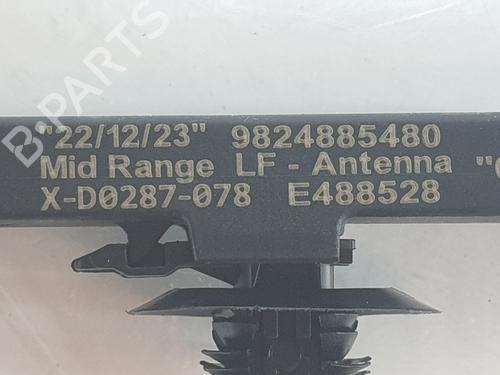 "22/12/23" 9824885480
Mid Range LF - Antenna
X-D0287-078 E488528
B-PARTS